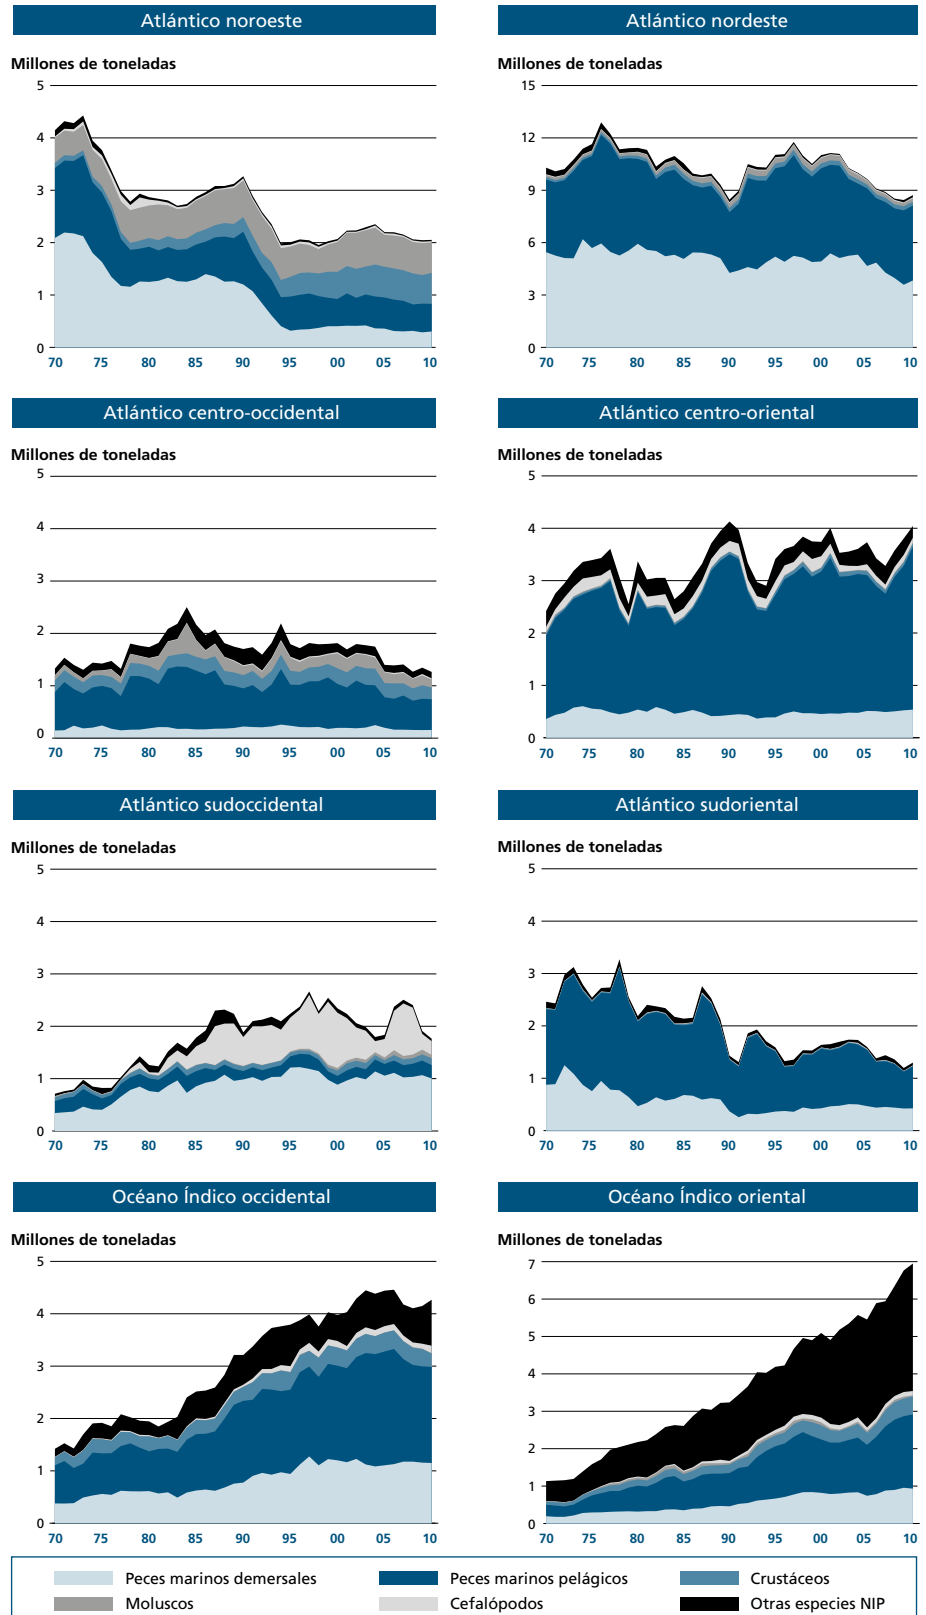 Atlántico noroeste
Millones de toneladas
5
4
3
2
1
0
70 75 80 85 90 95 00 05 10
Atlántico nordeste
Millones de toneladas
15
12
9
6
3
0
70 75 80 85 90 95 00 05 10
Atlántico centro-occidental
Millones de toneladas
5
4
3
2
1
0
70 75 80 85 90 95 00 05 10
Atlántico centro-oriental
Millones de toneladas
5
4
3
2
1
0
70 75 80 85 90 95 00 05 10
Atlántico sudoccidental
Millones de toneladas
5
4
3
2
1
0
70 75 80 85 90 95 00 05 10
Atlántico sudoriental
Millones de toneladas
5
4
3
2
1
0
70 75 80 85 90 95 00 05 10
Océano Índico occidental
Millones de toneladas
5
4
3
2
1
0
70 75 80 85 90 95 00 05 10
Océano Índico oriental
Millones de toneladas
7
6
5
4
3
2
1
0
70 75 80 85 90 95 00 05 10
Peces marinos demersales Peces marinos pelágicos Crustáceos
Moluscos Cefalópodos Otras especies NIP